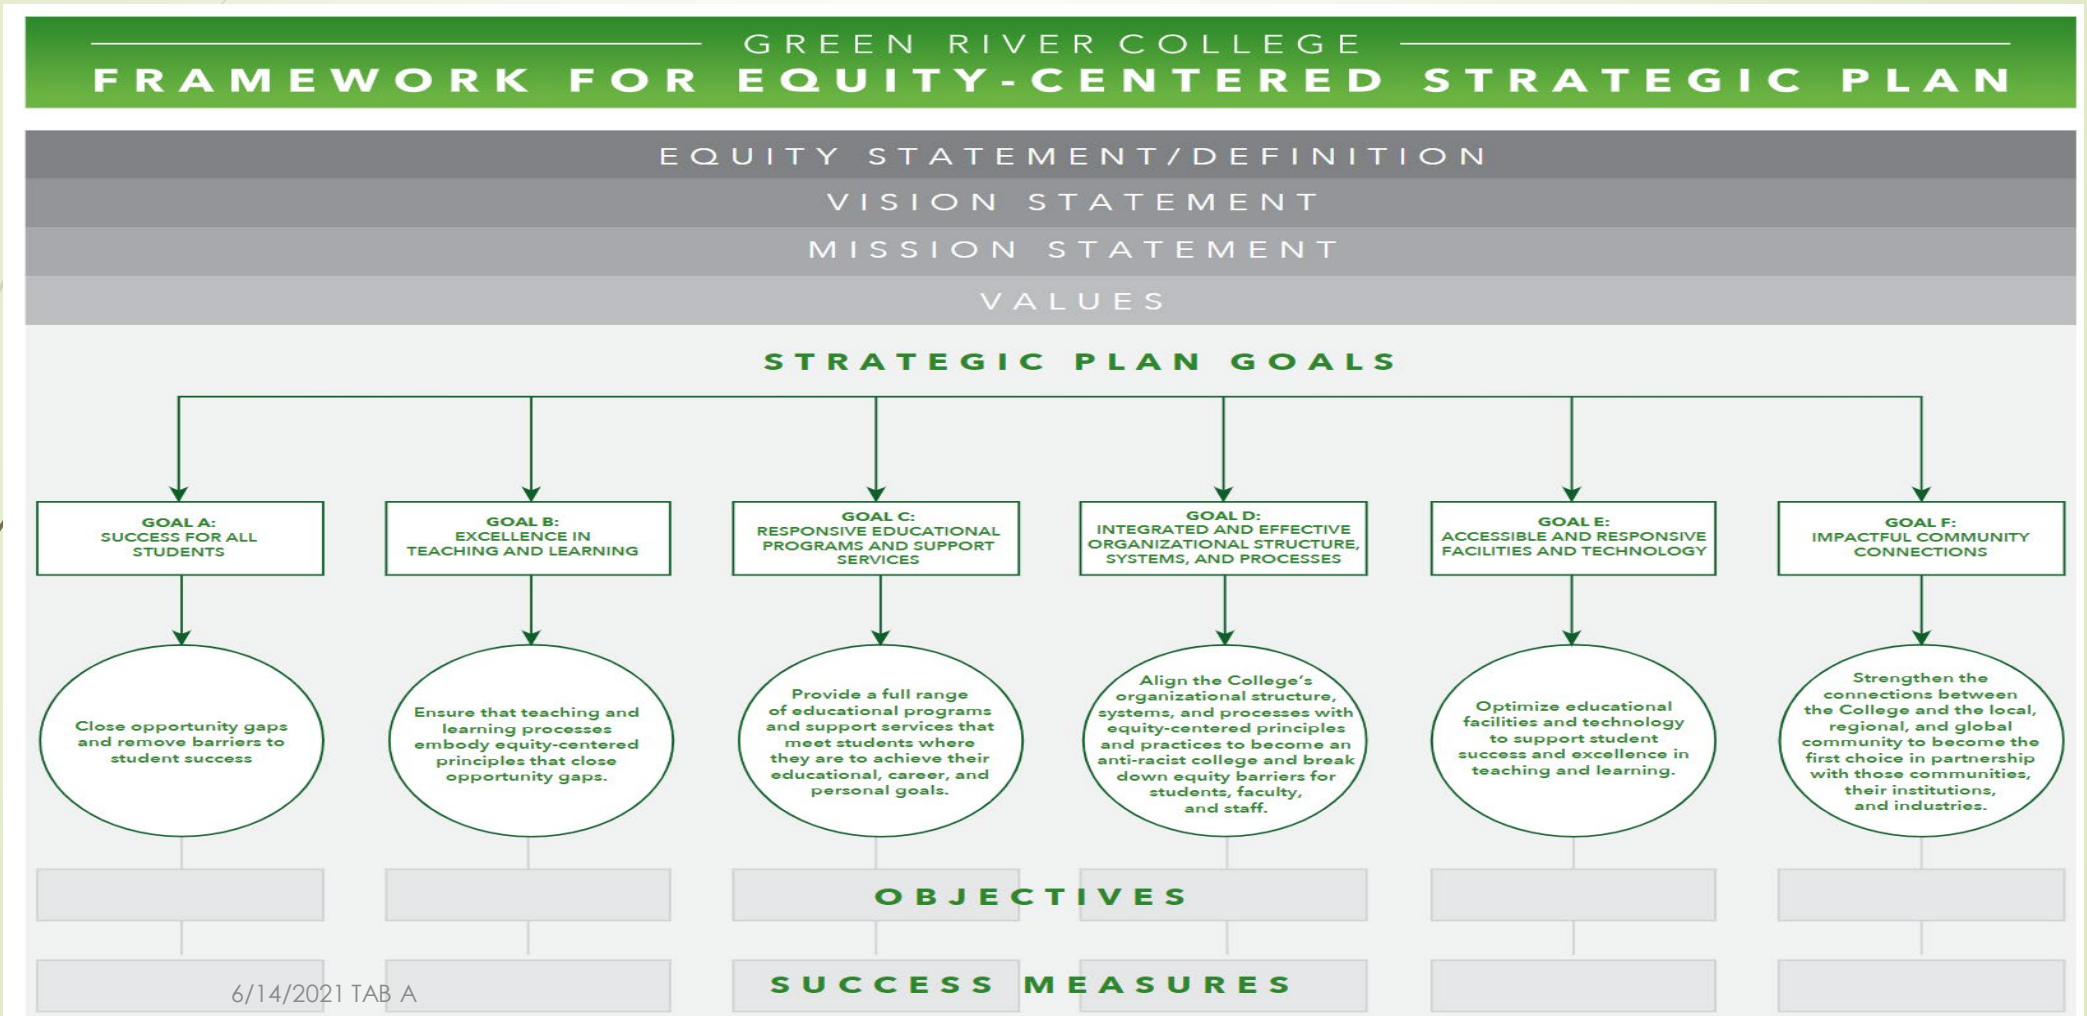 GREEN RIVER COLLEGE
FRAMEWORK FOR EQUITY-CENTERED STRATEGIC PLAN
EQUITY STATEMENT/DEFINITION
VISION STATEMENT
MISSION STATEMENT
VALUES
STRATEGIC PLAN GOALS
GOAL A:
SUCCESS FOR ALL
STUDENTS
GOAL B:
EXCELLENCE IN
TEACHING AND LEARNING
GOAL C:
RESPONSIVE EDUCATIONAL
PROGRAMS AND SUPPORT
SERVICES
GOAL D:
INTEGRATED AND EFFECTIVE
ORGANIZATIONAL STRUCTURE,
SYSTEMS, AND PROCESSES
GOAL E:
ACCESSIBLE AND RESPONSIVE
FACILITIES AND TECHNOLOGY
GOAL F:
IMPACTFUL COMMUNITY
CONNECTIONS
Close opportunity gaps
and remove barriers to
student success
Ensure that teaching and
learning processes
embody equity-centered
principles that close
opportunity gaps.
Provide a full range
of educational programs
and support services that
meet students where
they are to achieve their
educational, career, and
personal goals.
Align the College's
organizational structure,
systems, and processes with
equity-centered principles
and practices to become an
anti-racist college and break
down equity barriers for
students, faculty,
and staff.
Optimize educational
facilities and technology
to support student
success and excellence in
teaching and learning.
Strengthen the
connections between
the College and the local,
regional, and global
community to become the
first choice in partnership
with those communities,
their institutions,
and industries.
OBJECTIVES
SUCCESS MEASURES
6/14/2021 TAB A